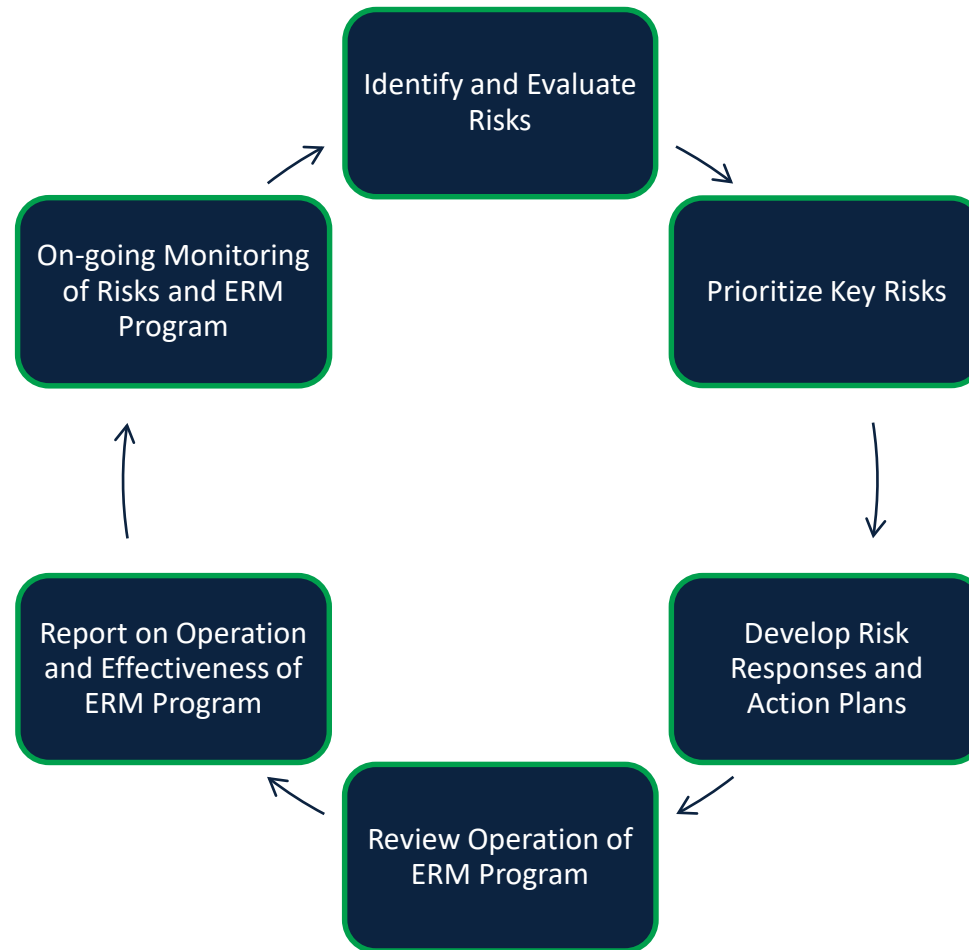 Identify and Evaluate
Risks
Prioritize Key Risks
Develop Risk
Responses and
Action Plans
Review Operation of
ERM Program
Report on Operation
and Effectiveness of
ERM Program
On-going Monitoring
of Risks and ERM
Program